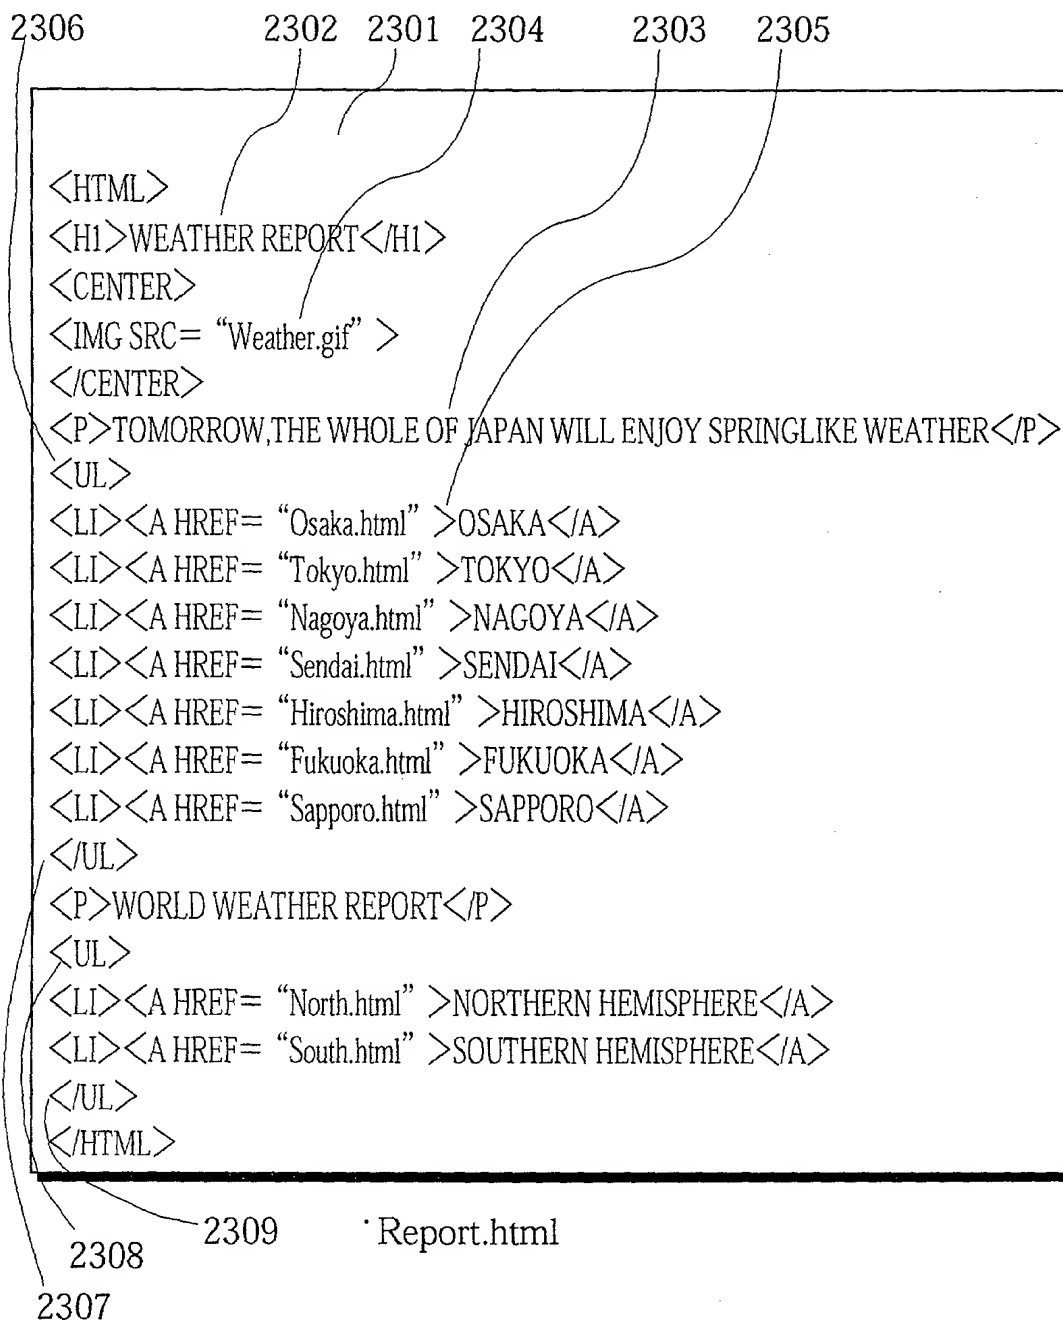 2306 2302 2301 2304 2303 2305
<HTML>
<H1>WEATHER REPORT</H1>
<CENTER>
<IMG SRC= “Weather.gif” >
</CENTER>
<P>TOMORROW,THE WHOLE OF JAPAN WILL ENJOY SPRINGLIKE WEATHER</P>
<UL>
<LI><A HREF= “Osaka.html” >OSAKA</A>
<LI><A HREF= “Tokyo.html” >TOKYO</A>
<LI><A HREF= “Nagoya.html” >NAGOYA</A>
<LI><A HREF= “Sendai.html” >SENDAI</A>
<LI><A HREF= “Hiroshima.html” >HIROSHIMA</A>
<LI><A HREF= “Fukuoka.html” >FUKUOKA</A>
<LI><A HREF= “Sapporo.html” >SAPPORO</A>
</UL>
<P>WORLD WEATHER REPORT</P>
<UL>
<LI><A HREF= “North.html” >NORTHERN HEMISPHERE</A>
<LI><A HREF= “South.html” >SOUTHERN HEMISPHERE</A>
</UL>
</HTML>
2309 Report.html
2308
2307